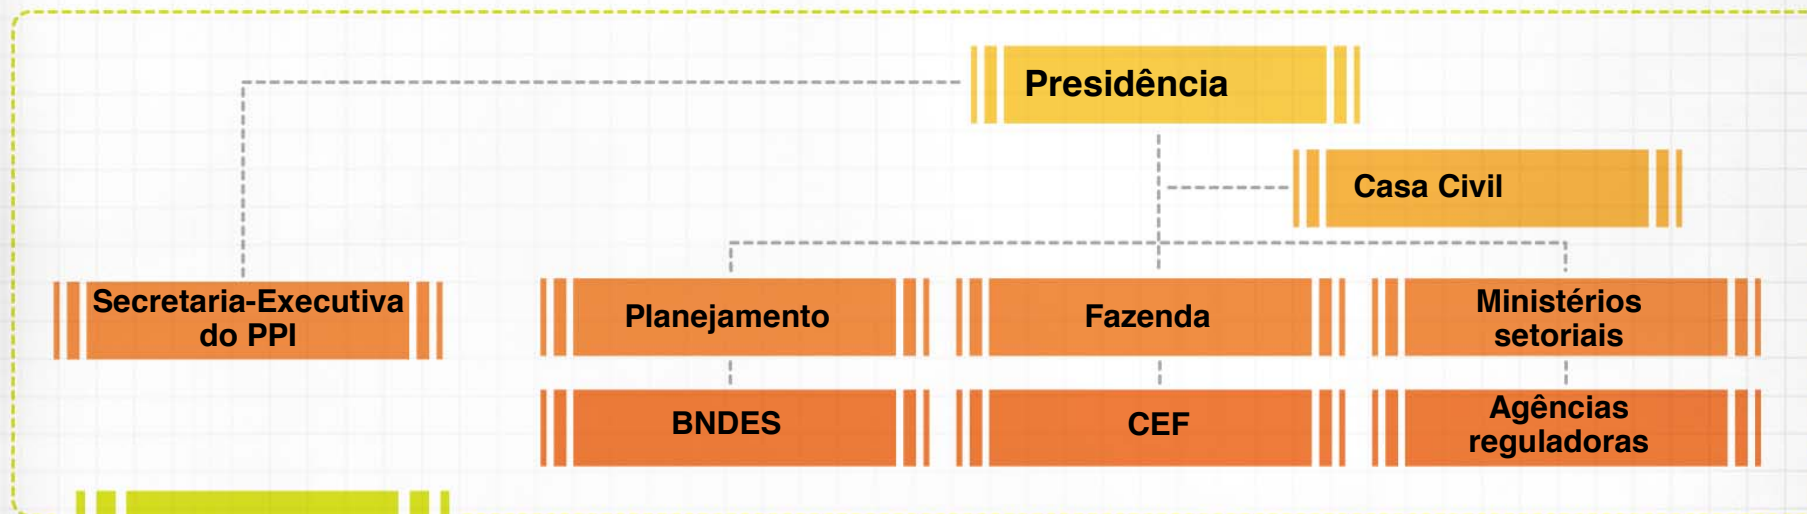 Presidência
Casa Civil
Secretaria-Executiva
do PPI
Planejamento
Fazenda
Ministérios
setoriais
BNDES
CEF
Agências
reguladoras